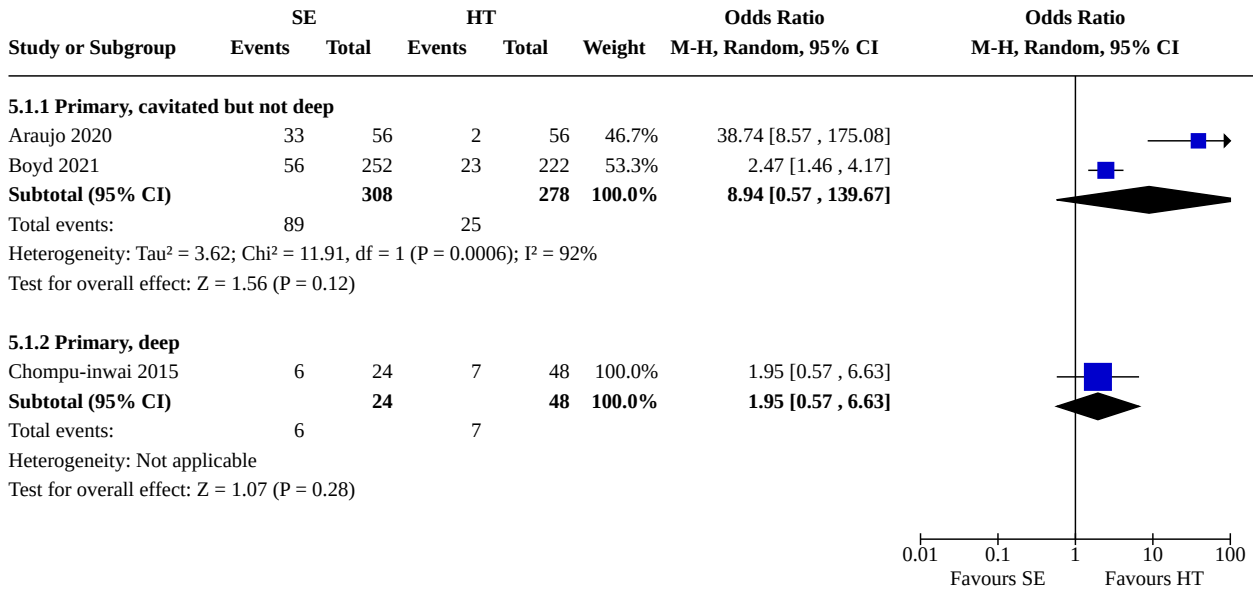 SE HT Odds Ratio Odds Ratio
Study or Subgroup Events Total Events Total Weight M-H, Random, 95% CI M-H, Random, 95% CI
5.1.1 Primary, cavitated but not deep
Araujo 2020 33 56 2 56 46.7% 38.74 [8.57 , 175.08]
Boyd 2021 56 252 23 222 53.3% 2.47 [1.46 , 4.17]
Subtotal (95% CI) 308 278 100.0% 8.94 [0.57 , 139.67]
Total events: 89 25
Heterogeneity: Tau² = 3.62; Chi² = 11.91, df = 1 (P = 0.0006); I² = 92%
Test for overall effect: Z = 1.56 (P = 0.12)
5.1.2 Primary, deep
Chompu-inwai 2015 6 24 7 48 100.0% 1.95 [0.57 , 6.63]
Subtotal (95% CI) 24 48 100.0% 1.95 [0.57 , 6.63]
Total events: 6 7
Heterogeneity: Not applicable
Test for overall effect: Z = 1.07 (P = 0.28)
0.01 0.1 1 10 100
Favours SE Favours HT